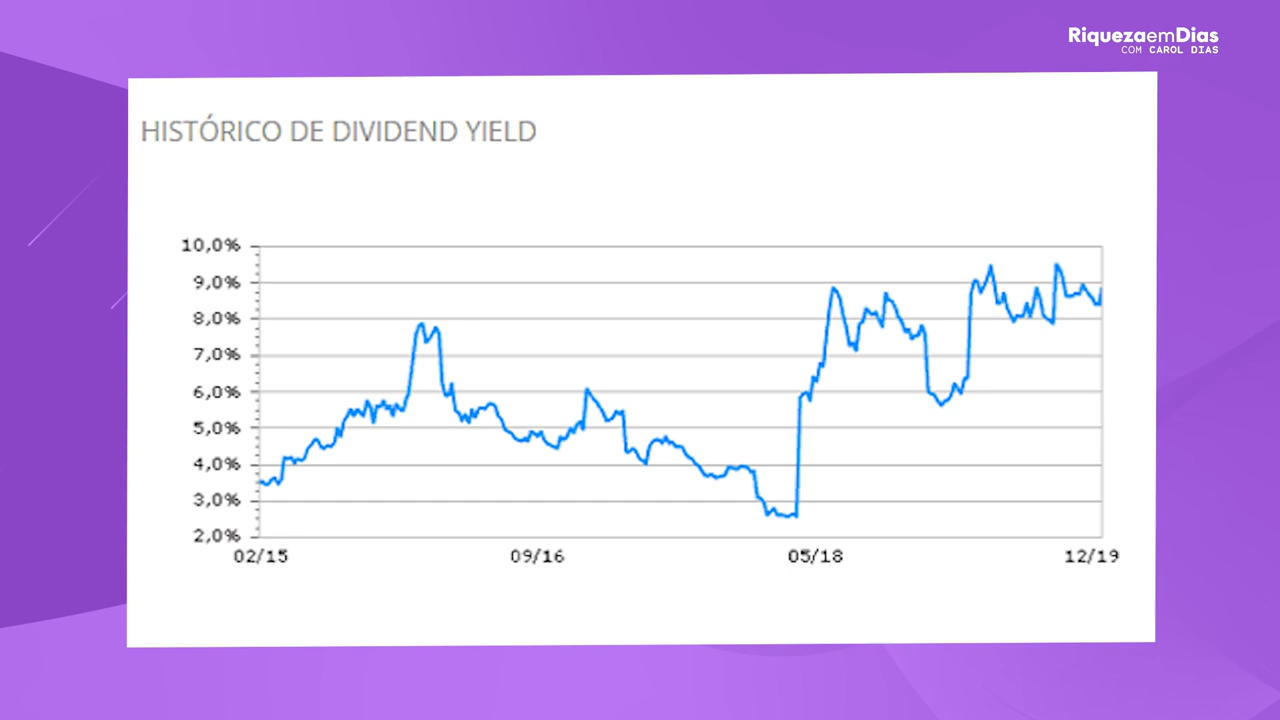 RiquezaemDias
COM CAROL DIAS
HISTÓRICO DE DIVIDEND YIELD
10,0%
9,0%
8,0%
7,0%
6,0%
5,0%
4,0%
3,0%
2,0%
02/15 09/16 05/18 12/19